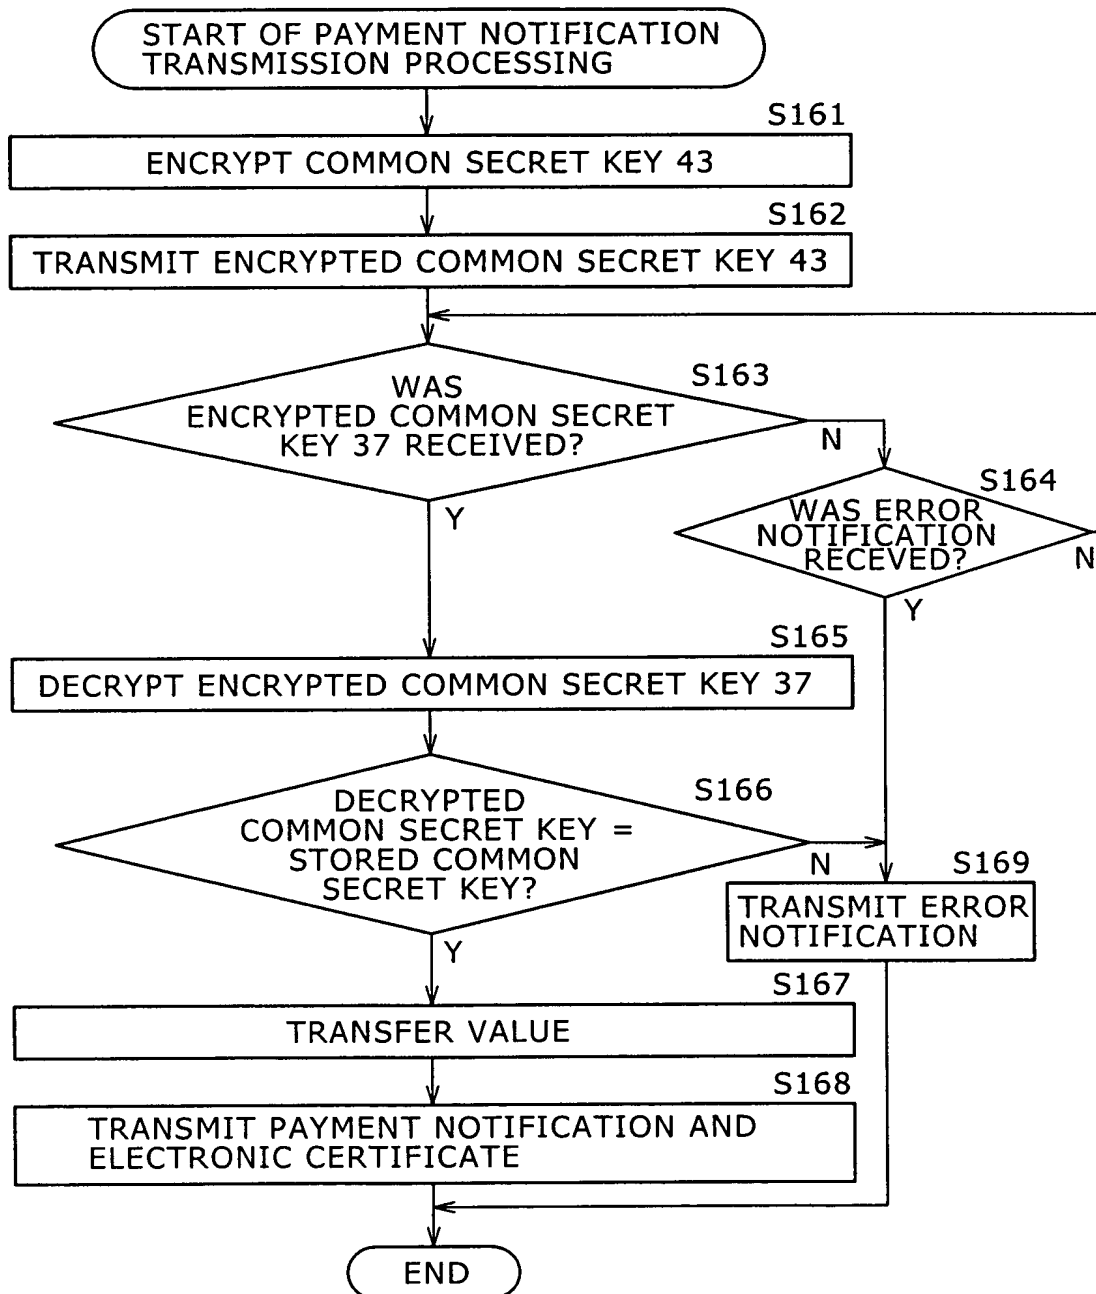 START OF PAYMENT NOTIFICATION
TRANSMISSION PROCESSING
S161
ENCRYPT COMMON SECRET KEY 43
S162
TRANSMIT ENCRYPTED COMMON SECRET KEY 43
S163
WAS
ENCRYPTED COMMON SECRET
KEY 37 RECEIVED?
N
Y
S164
WAS ERROR
NOTIFICATION
RECEVED?
N
Y
S165
DECRYPT ENCRYPTED COMMON SECRET KEY 37
S166
DECRYPTED
COMMON SECRET KEY =
STORED COMMON
SECRET KEY?
N
Y
S169
TRANSMIT ERROR
NOTIFICATION
S167
TRANSFER VALUE
S168
TRANSMIT PAYMENT NOTIFICATION AND
ELECTRONIC CERTIFICATE
END